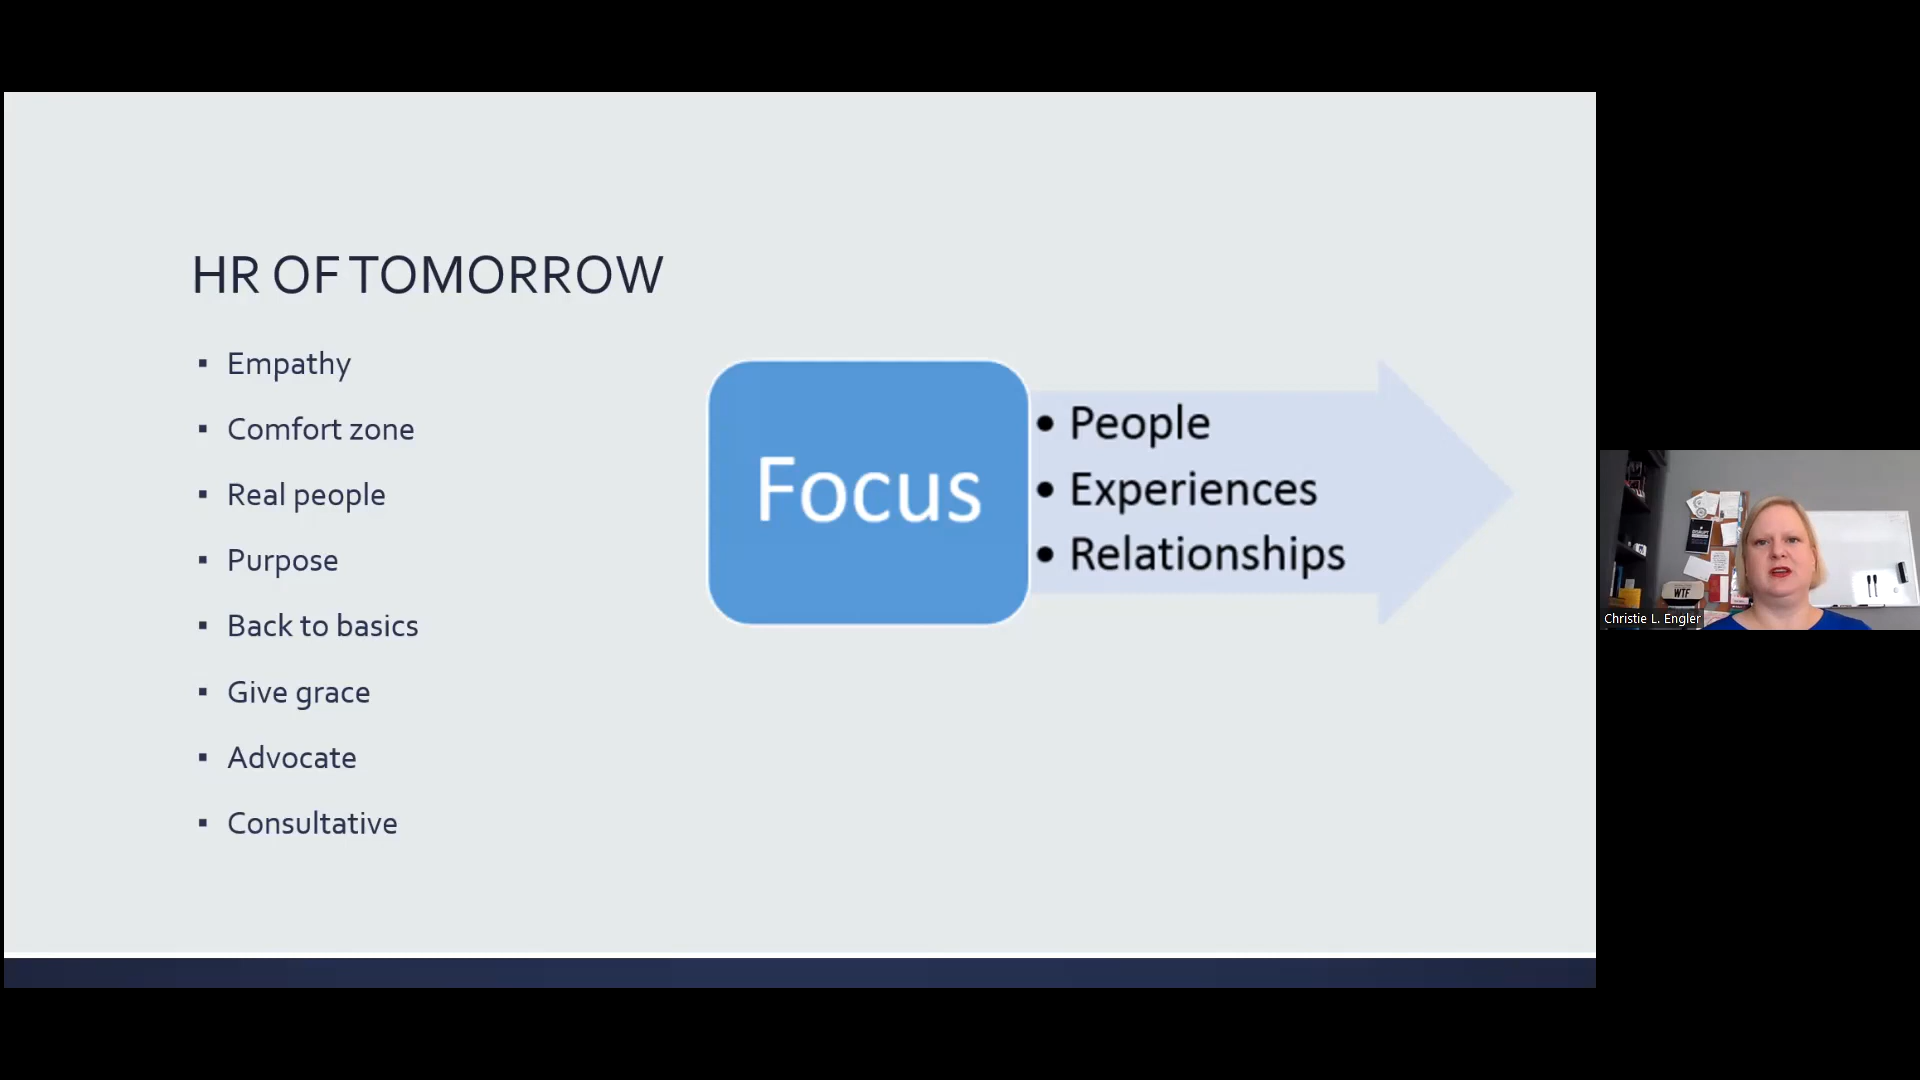 HR OF TOMORROW
Empathy
Comfort zone
Real people
Purpose
Back to basics
Give grace
Advocate
Consultative
Focus
• People
• Experiences
• Relationships
WTF
Christie L. Engler